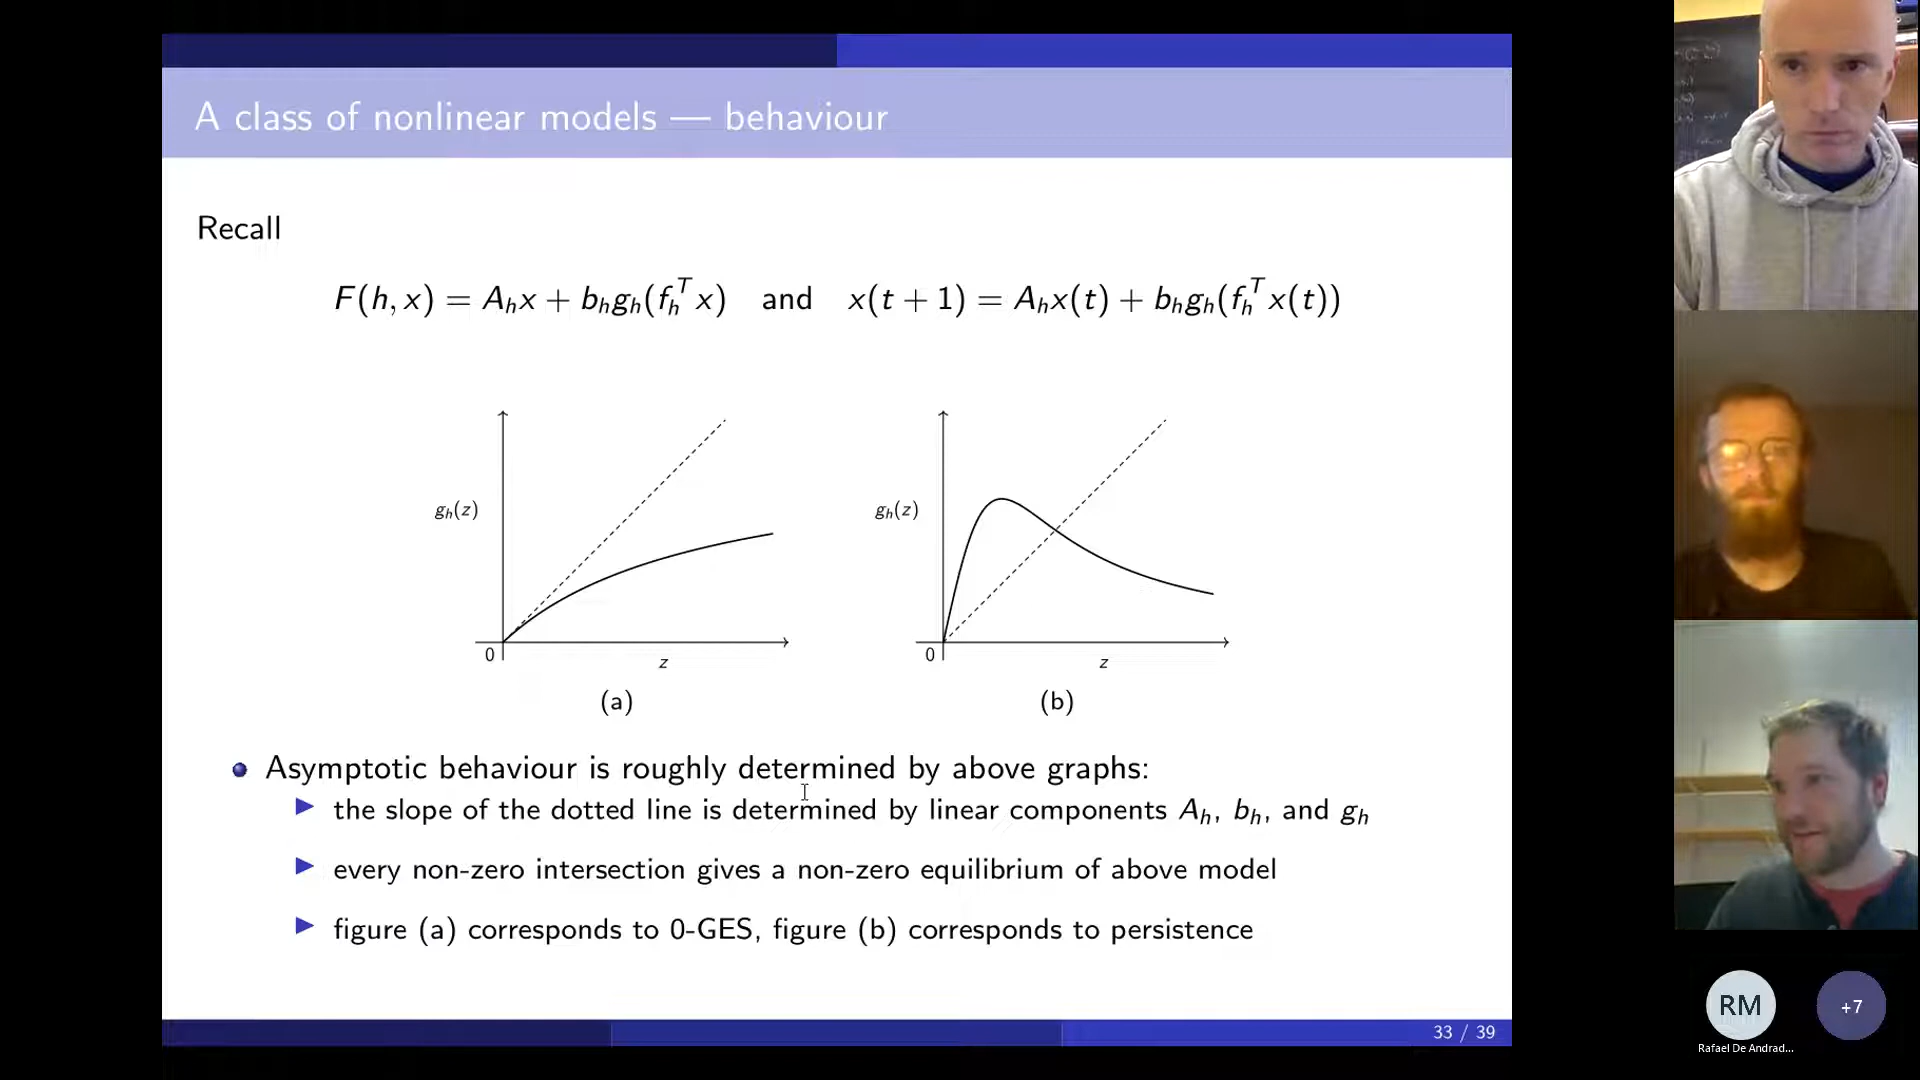 A class of nonlinear models — behaviour
Recall
F(h, x) = A_h x + b_h g_h(f_h^T x) and x(t + 1) = A_h x(t) + b_h g_h(f_h^T x(t))
g_h(z)
0
z
(a)
g_h(z)
0
z
(b)
Asymptotic behaviour is roughly determined by above graphs:
the slope of the dotted line is determined by linear components A_h, b_h, and g_h
every non-zero intersection gives a non-zero equilibrium of above model
figure (a) corresponds to 0-GES, figure (b) corresponds to persistence
33 / 39
RM
+7
Rafael De Andrad...